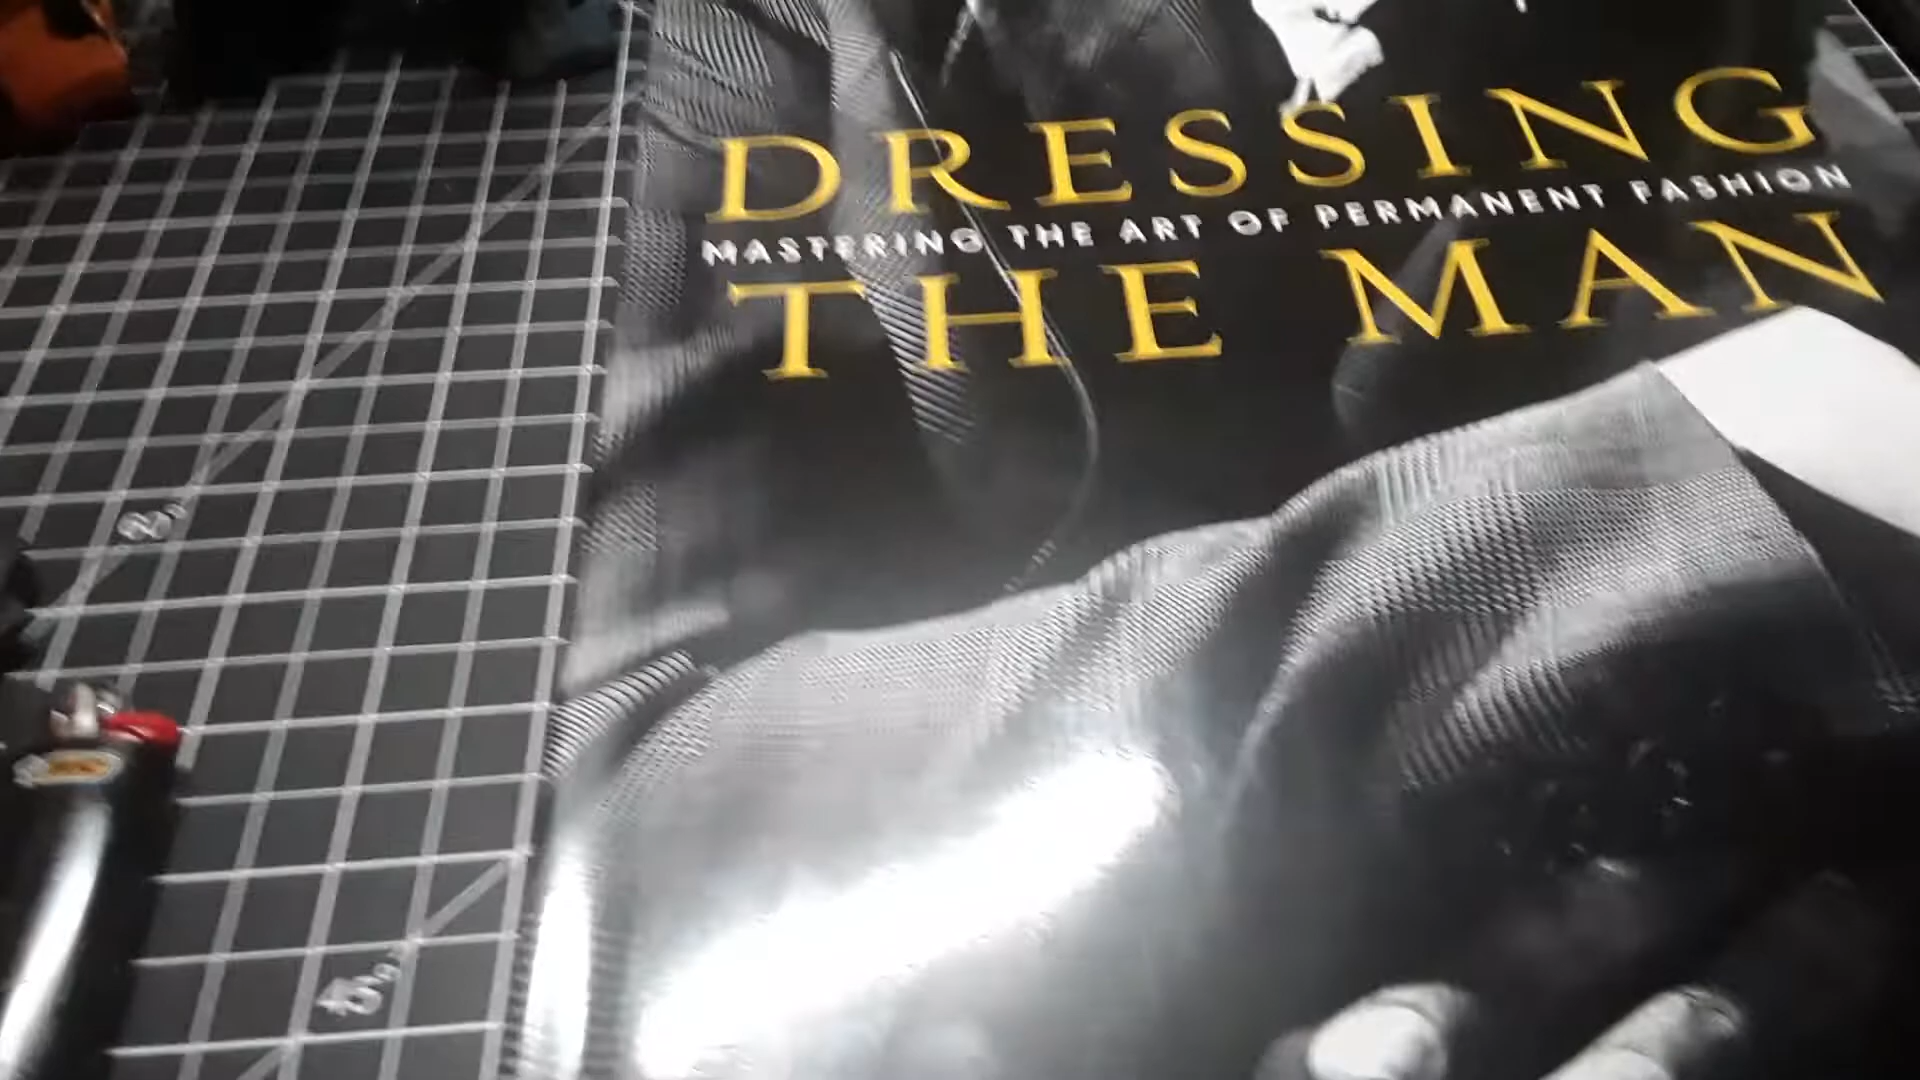 DRESSING
MASTERING THE ART OF PERMANENT FASHION
THE MAN